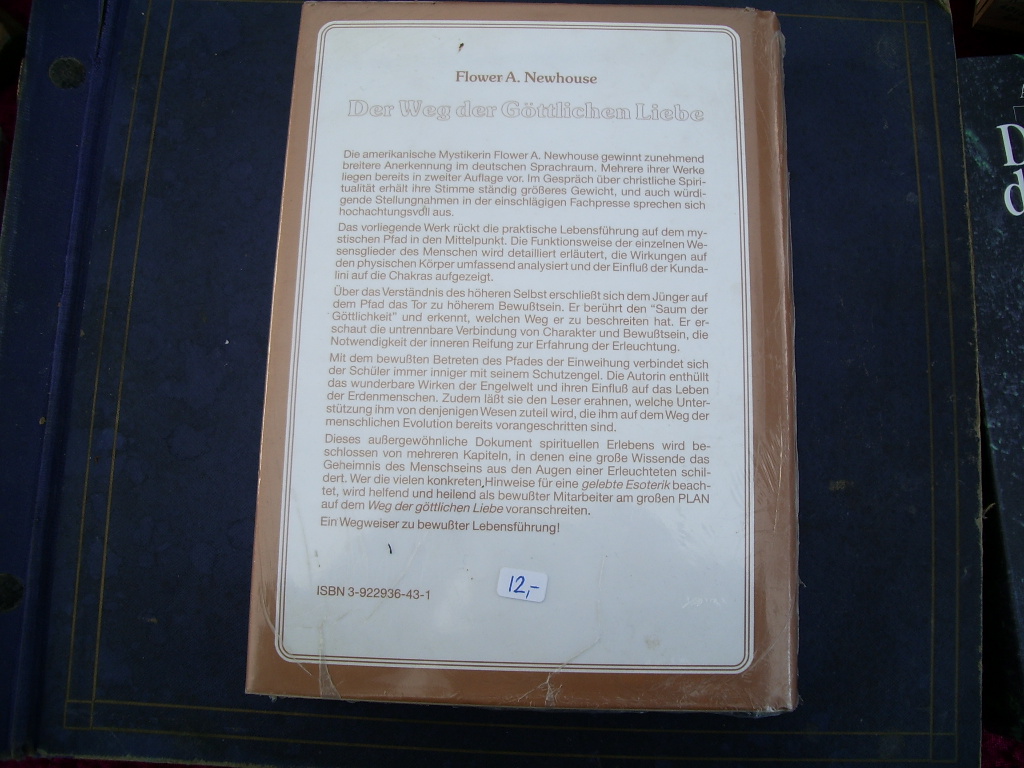 Flower A. Newhouse
Der Weg der Göttlichen Liebe
Die amerikanische Mystikerin Flower A. Newhouse gewinnt zunehmend
breitere Anerkennung im deutschen Sprachraum. Mehrere ihrer Werke
liegen bereits in zweiter Auflage vor. Im Gespräch über christliche Spiri-
tualität erhält ihre Stimme ständig größeres Gewicht, und auch würdi-
gende Stellungnahmen in der einschlägigen Fachpresse sprechen sich
hochachtungsvoll aus.
Das vorliegende Werk rückt die praktische Lebensführung auf dem my-
stischen Pfad in den Mittelpunkt. Die Funktionsweise der einzelnen We-
sensglieder des Menschen wird detailliert erläutert, die Wirkungen auf
den physischen Körper umfassend analysiert und der Einfluß der Kunda-
lini auf die Chakras aufgezeigt.
Über das Verständnis des höheren Selbst erschließt sich dem Jünger auf
dem Pfad das Tor zu höherem Bewußtsein. Er berührt den "Saum der
Göttlichkeit" und erkennt, welchen Weg er zu beschreiten hat. Er er-
schaut die untrennbare Verbindung von Charakter und Bewußtsein, die
Notwendigkeit der inneren Reifung zur Erfahrung der Erleuchtung.
Mit dem bewußten Betreten des Pfades der Einweihung verbindet sich
der Schüler immer inniger mit seinem Schutzengel. Die Autorin enthüllt
das wunderbare Wirken der Engelwelt und ihren Einfluß auf das Leben
der Erdenmenschen. Zudem läßt sie den Leser erahnen, welche Unter-
stützung ihm von denjenigen Wesen zuteil wird, die ihm auf dem Weg der
menschlichen Evolution bereits vorangeschritten sind.
Dieses außergewöhnliche Dokument spirituellen Erlebens wird be-
schlossen von mehreren Kapiteln, in denen eine große Wissende das
Geheimnis des Menschseins aus den Augen einer Erleuchteten schil-
dert. Wer die vielen konkreten Hinweise für eine gelebte Esoterik beach-
tet, wird helfend und heilend als bewußter Mitarbeiter am großen PLAN
auf dem Weg der göttlichen Liebe voranschreiten.
Ein Wegweiser zu bewußter Lebensführung!
ISBN 3-922936-43-1
12,-